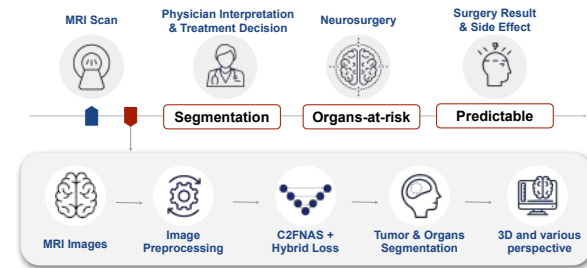 MRI Scan
Physician Interpretation
& Treatment Decision
Neurosurgery
Surgery Result
& Side Effect
Segmentation
Organs-at-risk
Predictable
MRI Images
Image
Preprocessing
C2FNAS +
Hybrid Loss
Tumor & Organs
Segmentation
3D and various
perspective